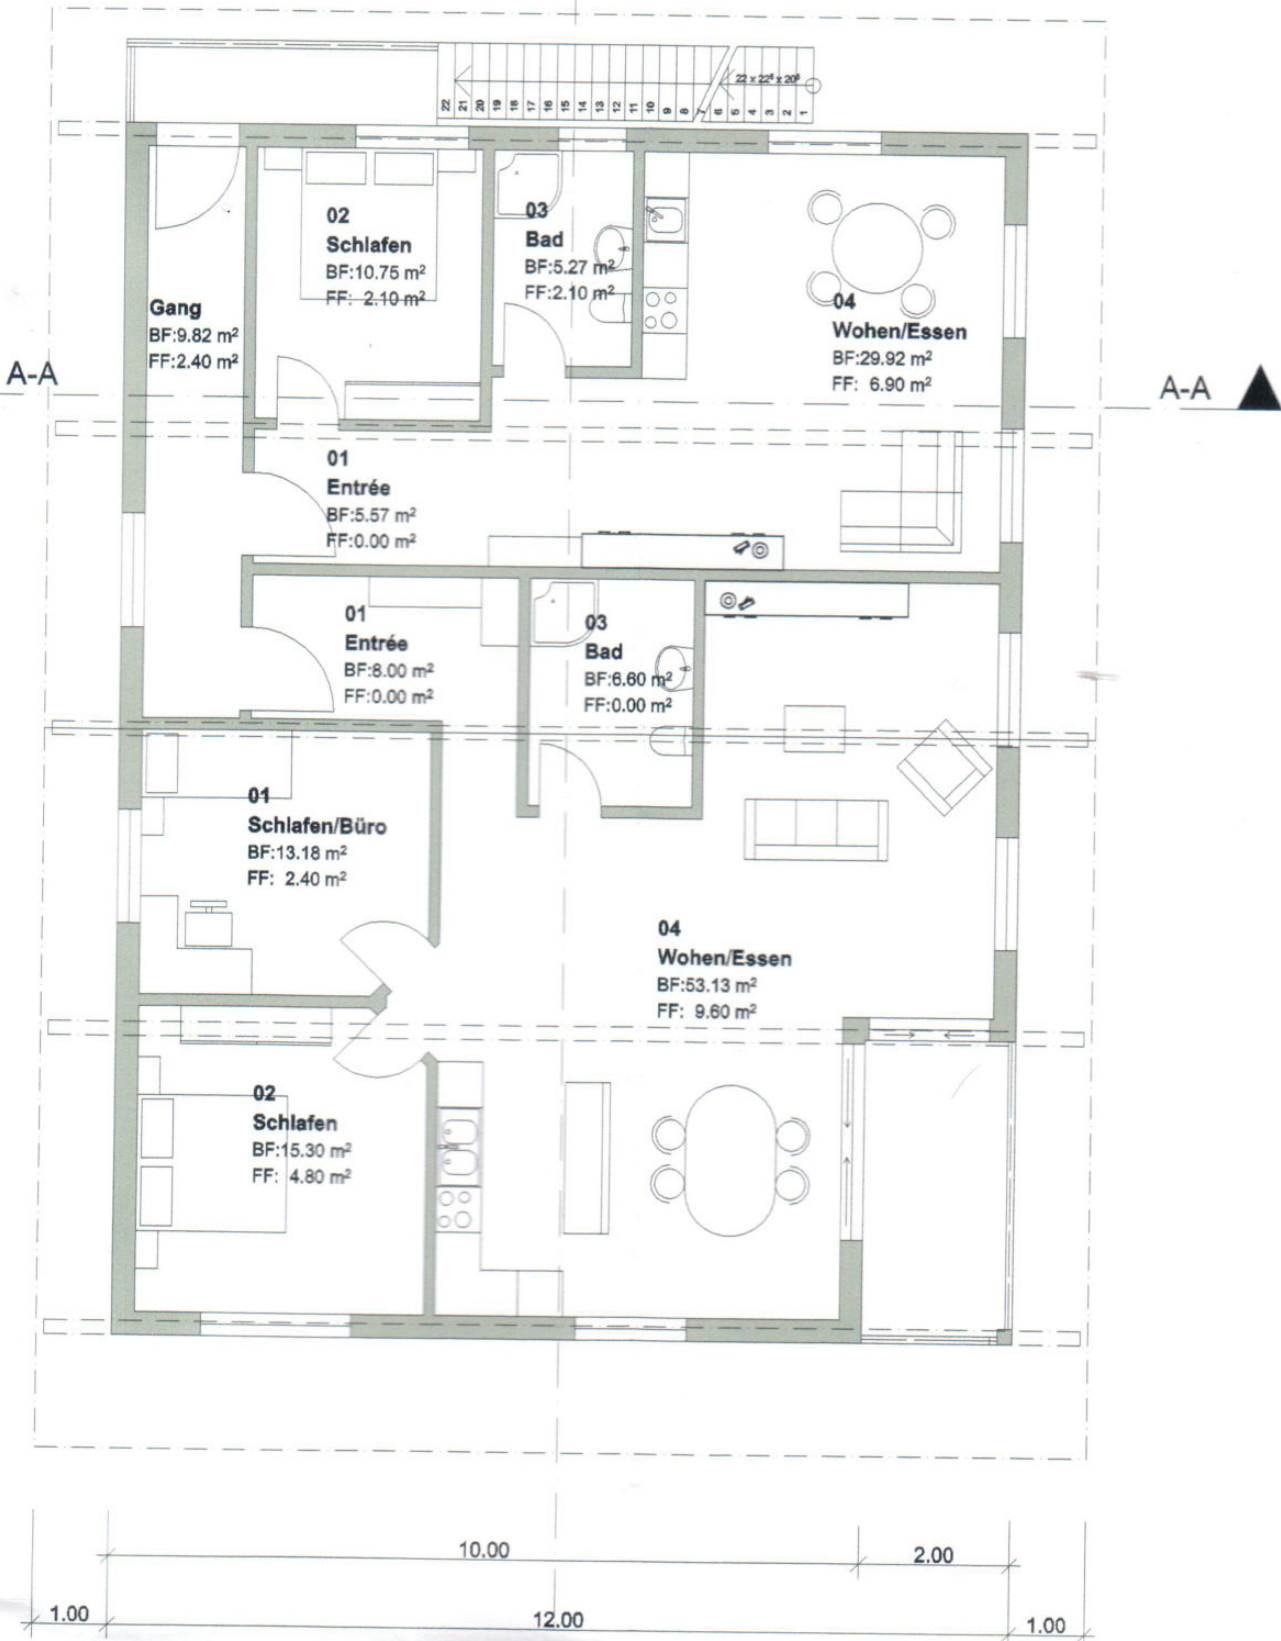 22 21 20 19 18 17 16 15 14 13 12 11 10 9 8 7 6 5 4 3 2 1
22 x 22⁵ x 20⁵
02
Schlafen
BF:10.75 m²
FF: 2.10 m²
03
Bad
BF:5.27 m²
FF:2.10 m²
Gang
BF:9.82 m²
FF:2.40 m²
04
Wohen/Essen
BF:29.92 m²
FF: 6.90 m²
A-A
A-A
01
Entrée
BF:5.57 m²
FF:0.00 m²
01
Entrée
BF:8.00 m²
FF:0.00 m²
03
Bad
BF:6.60 m²
FF:0.00 m²
01
Schlafen/Büro
BF:13.18 m²
FF: 2.40 m²
04
Wohen/Essen
BF:53.13 m²
FF: 9.60 m²
02
Schlafen
BF:15.30 m²
FF: 4.80 m²
10.00
2.00
1.00
12.00
1.00